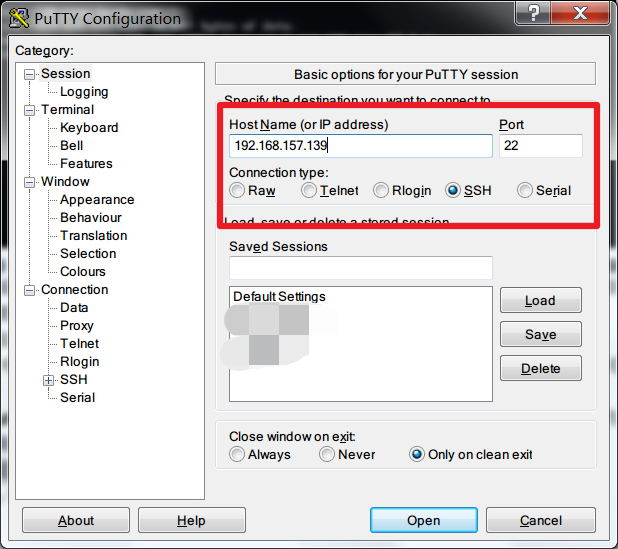 PuTTY Configuration
Category:
Session
Logging
Terminal
Keyboard
Bell
Features
Window
Appearance
Behaviour
Translation
Selection
Colours
Connection
Data
Proxy
Telnet
Rlogin
SSH
Serial
Basic options for your PuTTY session
Specify the destination you want to connect to
Host Name (or IP address) Port
192.168.157.139 22
Connection type:
Raw Telnet Rlogin SSH Serial
Load, save or delete a stored session
Saved Sessions
Default Settings
Load
Save
Delete
Close window on exit:
Always Never Only on clean exit
About Help Open Cancel